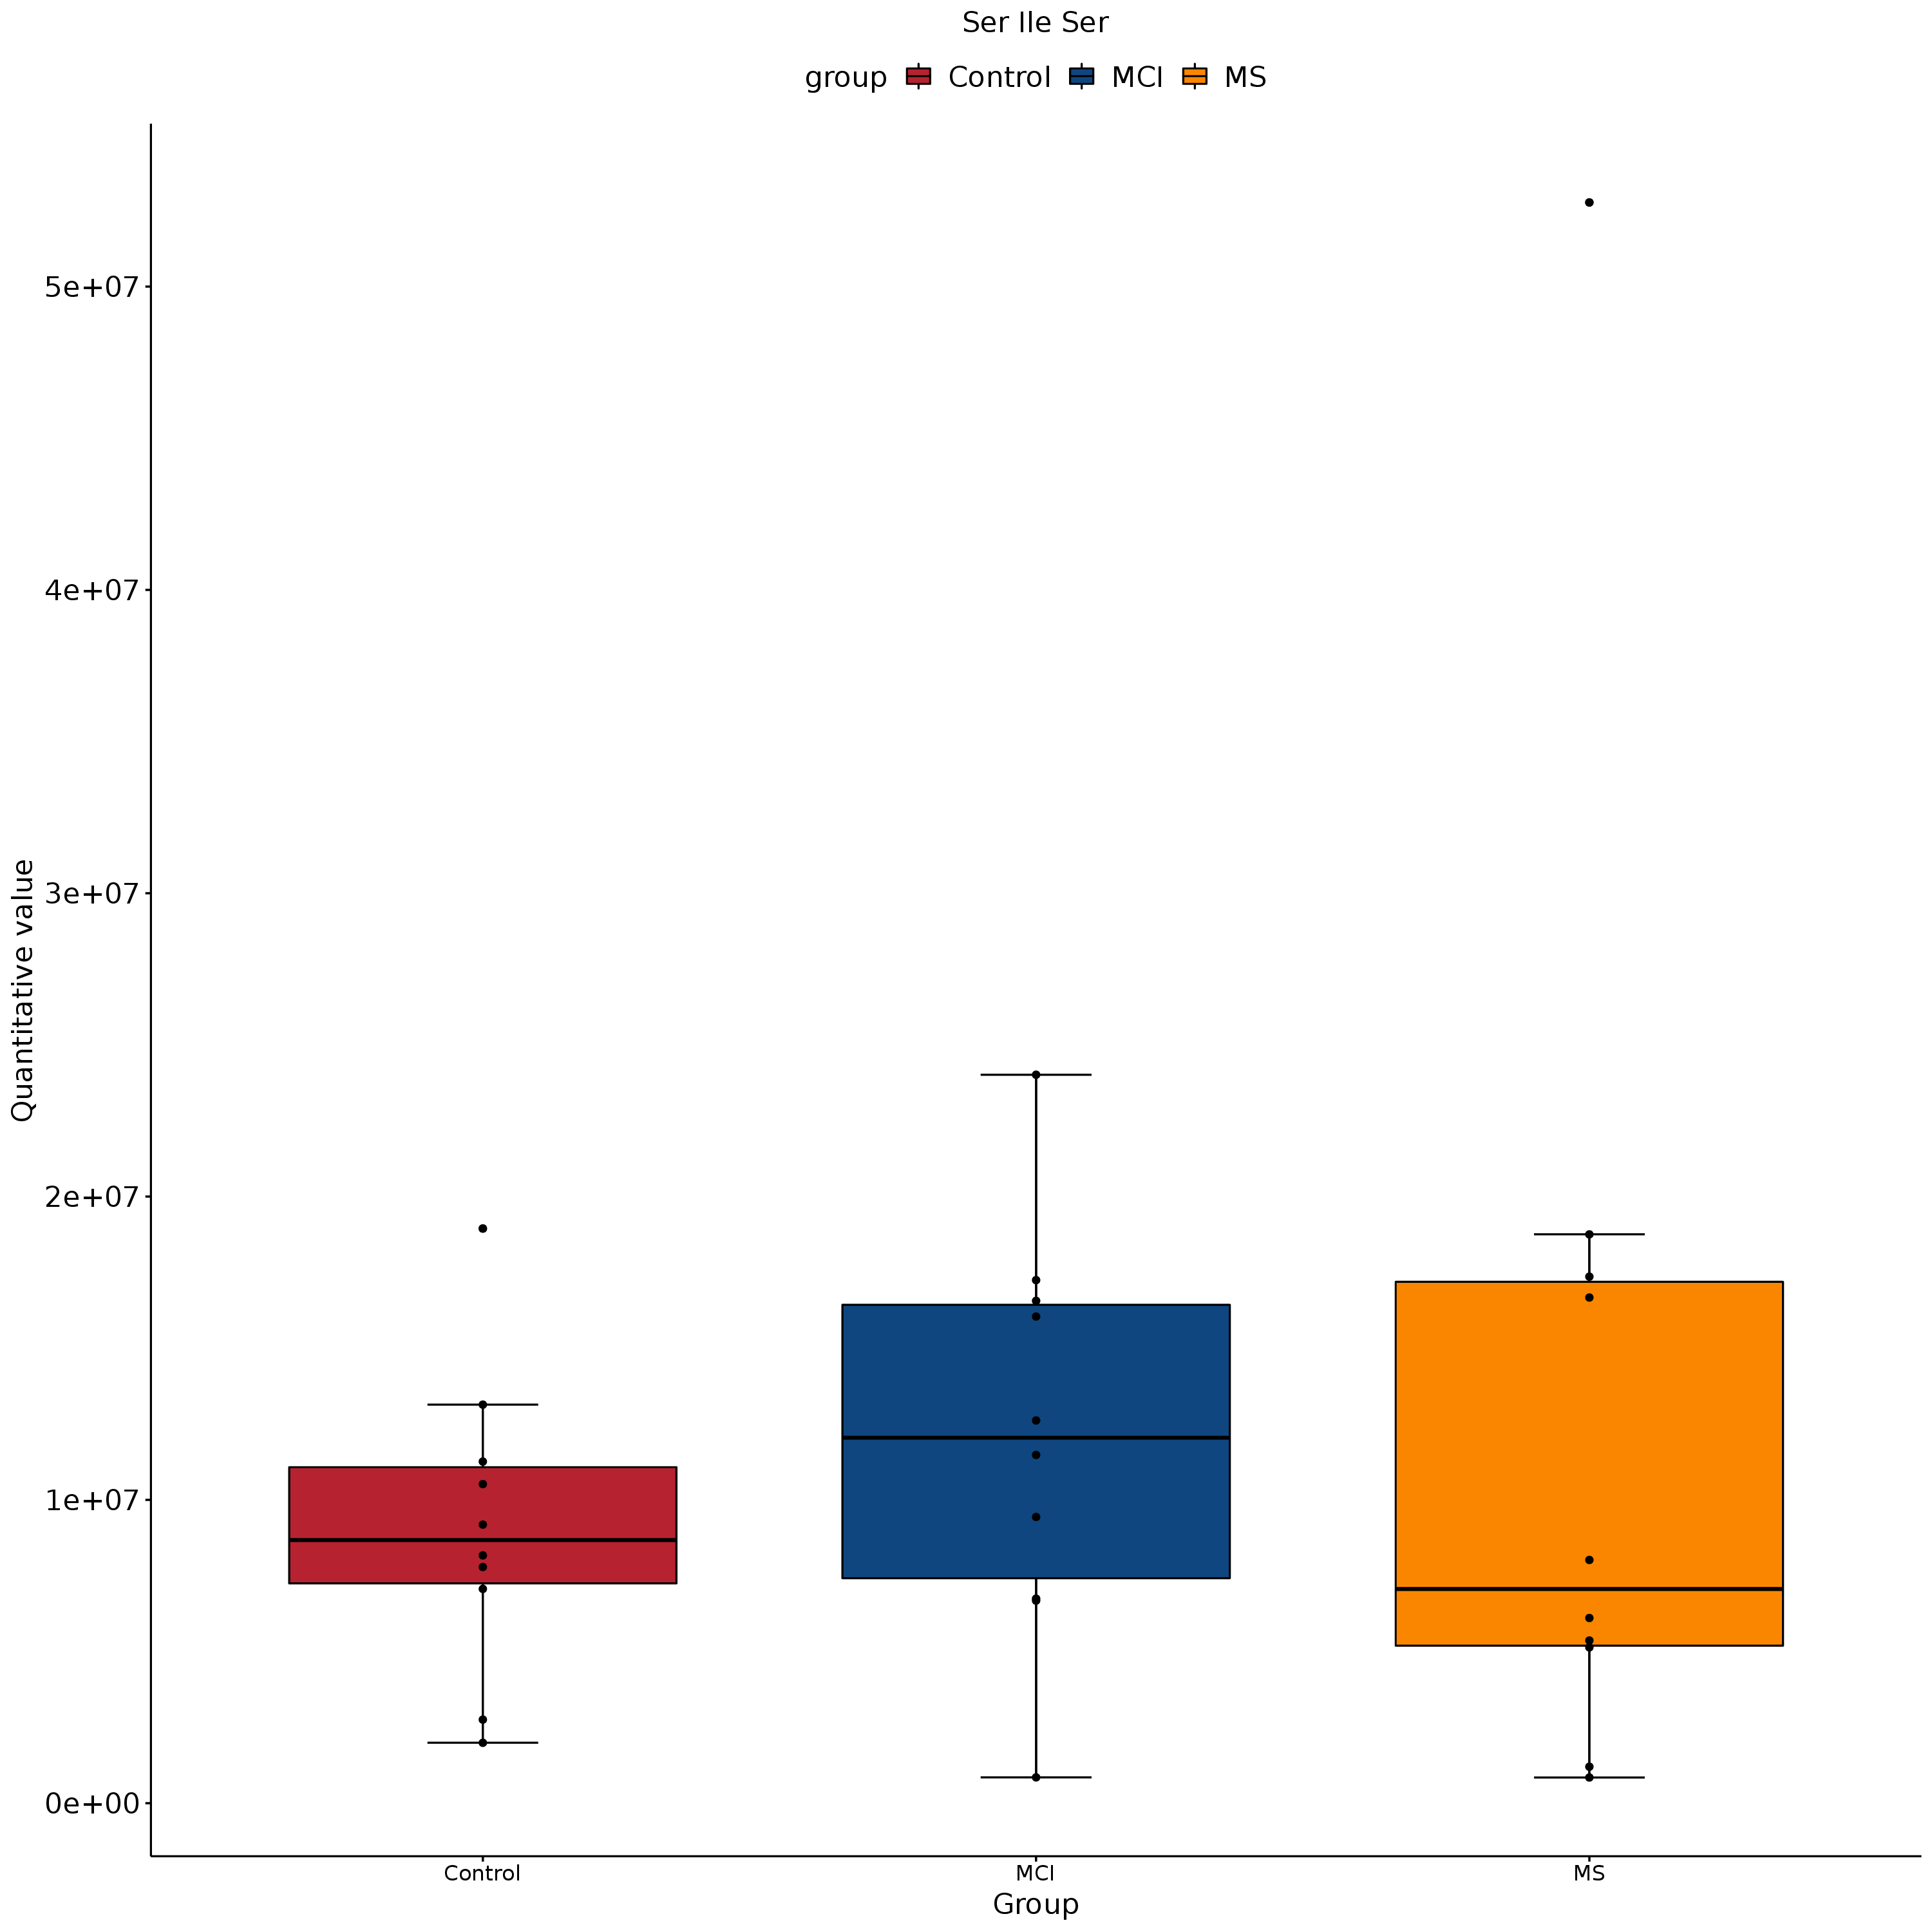 Ser Ile Ser
group Control MCI MS
5e+07
4e+07
3e+07
2e+07
1e+07
0e+00
Quantitative value
Control MCI MS
Group